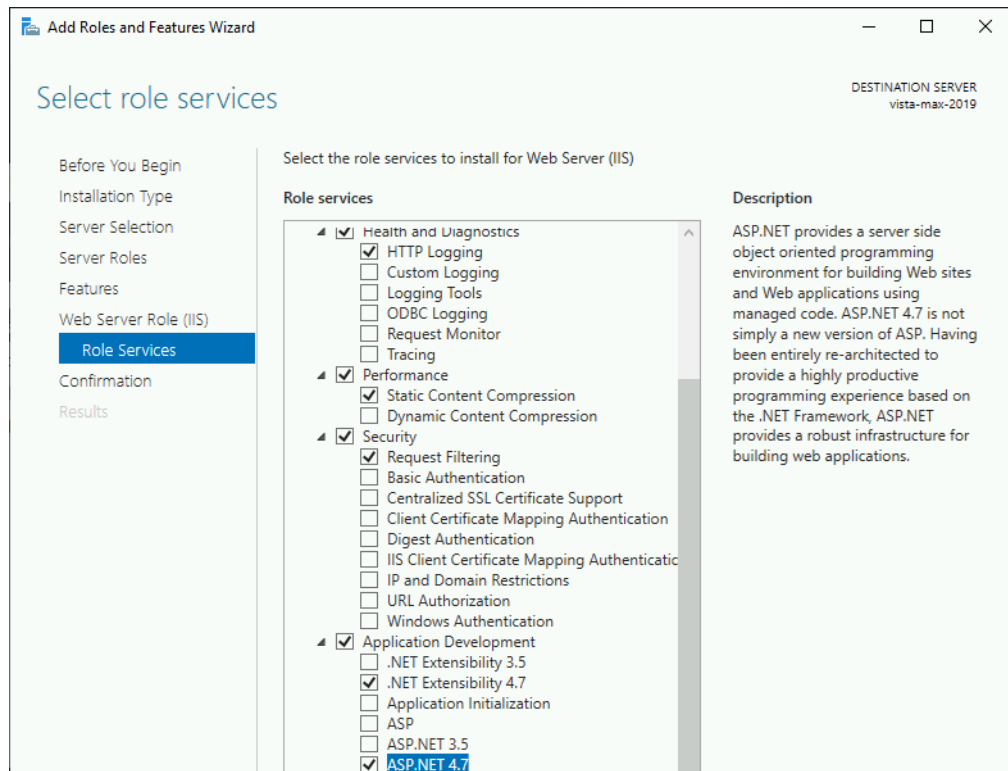 Add Roles and Features Wizard
Select role services
DESTINATION SERVER
vista-max-2019
Before You Begin
Installation Type
Server Selection
Server Roles
Features
Web Server Role (IIS)
Role Services
Confirmation
Results
Select the role services to install for Web Server (IIS)
Role services
Health and Diagnostics
HTTP Logging
Custom Logging
Logging Tools
ODBC Logging
Request Monitor
Tracing
Performance
Static Content Compression
Dynamic Content Compression
Security
Request Filtering
Basic Authentication
Centralized SSL Certificate Support
Client Certificate Mapping Authentication
Digest Authentication
IIS Client Certificate Mapping Authenticatic
IP and Domain Restrictions
URL Authorization
Windows Authentication
Application Development
.NET Extensibility 3.5
.NET Extensibility 4.7
Application Initialization
ASP
ASP.NET 3.5
ASP.NET 4.7
Description
ASP.NET provides a server side
object oriented programming
environment for building Web sites
and Web applications using
managed code. ASP.NET 4.7 is not
simply a new version of ASP. Having
been entirely re-architected to
provide a highly productive
programming experience based on
the .NET Framework, ASP.NET
provides a robust infrastructure for
building web applications.